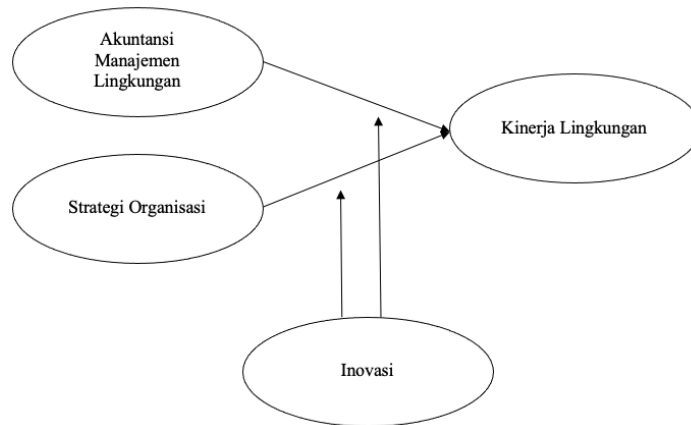 Akuntansi
Manajemen
Lingkungan
Kinerja Lingkungan
Strategi Organisasi
Inovasi